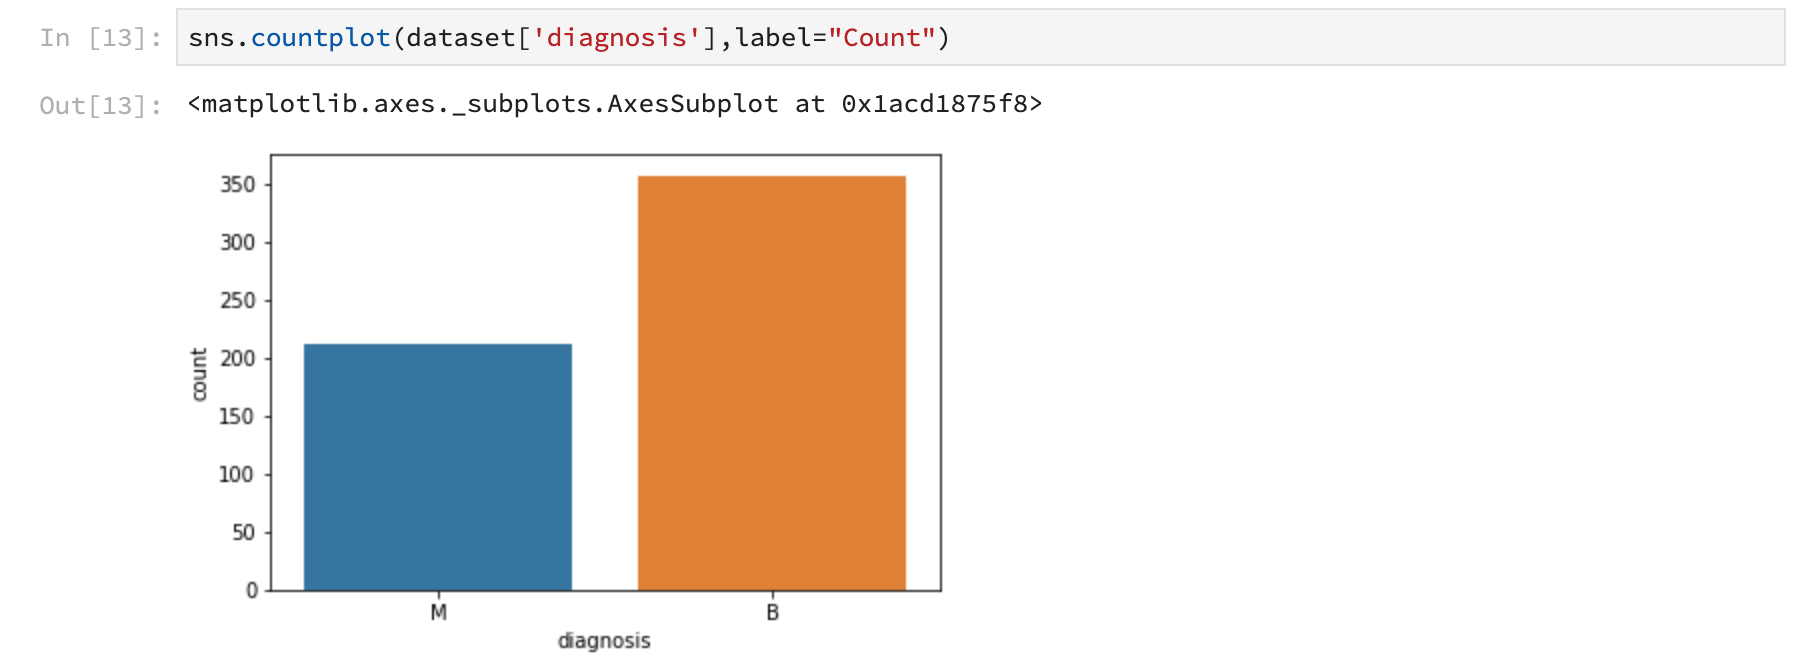 In [13]: sns.countplot(dataset['diagnosis'],label="Count")
Out[13]: <matplotlib.axes._subplots.AxesSubplot at 0x1acd1875f8>
350
300
250
200
150
100
50
0
count
M B
diagnosis